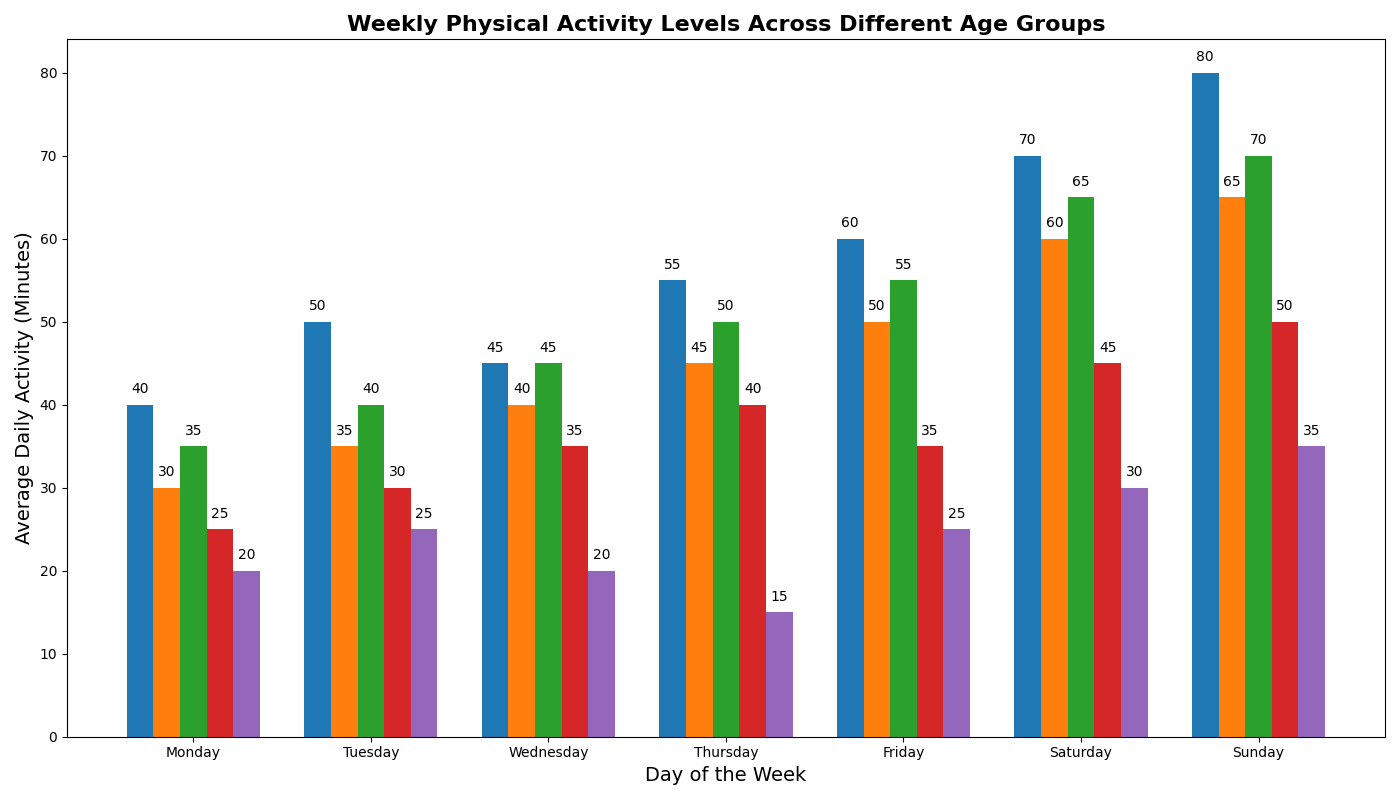 Weekly Physical Activity Levels Across Different Age Groups
Average Daily Activity (Minutes)
80
70
60
50
40
30
20
10
0
40 30 35 25 20
50 35 40 30 25
45 40 45 35 20
55 45 50 40 15
60 50 55 35 25
70 60 65 45 30
80 65 70 50 35
Monday Tuesday Wednesday Thursday Friday Saturday Sunday
Day of the Week